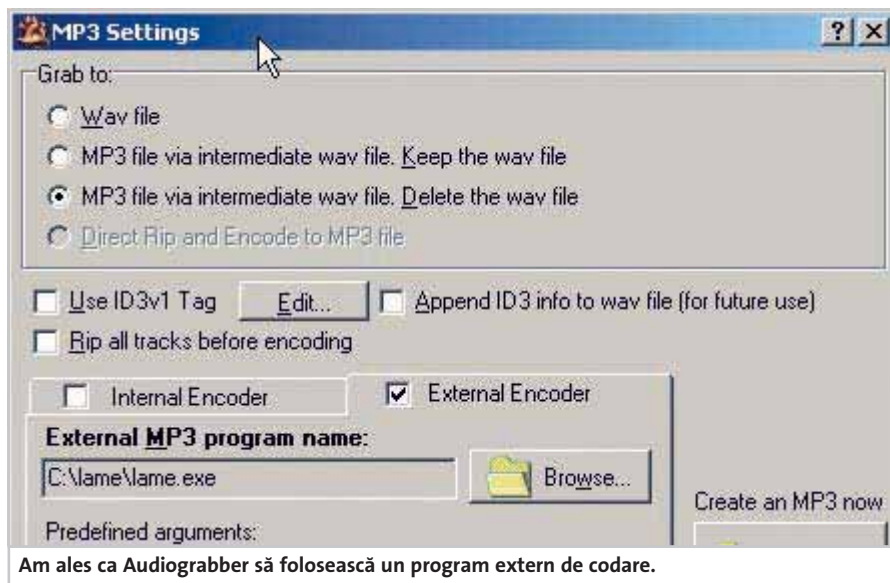 MP3 Settings
Grab to:
Wav file
MP3 file via intermediate wav file. Keep the wav file
MP3 file via intermediate wav file. Delete the wav file
Direct Rip and Encode to MP3 file
Use ID3v1 Tag Edit... Append ID3 info to wav file (for future use)
Rip all tracks before encoding
Internal Encoder External Encoder
External MP3 program name:
C:\lame\lame.exe Browse...
Create an MP3 now
Predefined arguments:
Am ales ca Audiograbber să folosească un program extern de codare.